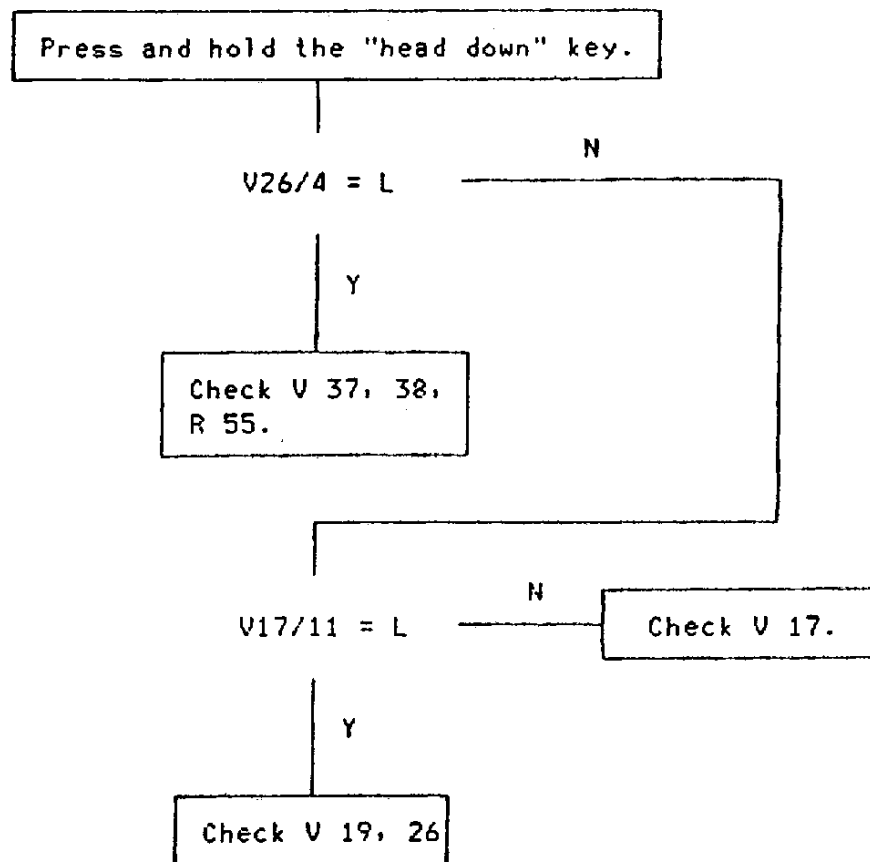 Press and hold the "head down" key.
N
V26/4 = L
Y
Check V 37, 38,
R 55.
N
V17/11 = L
Check V 17.
Y
Check V 19, 26